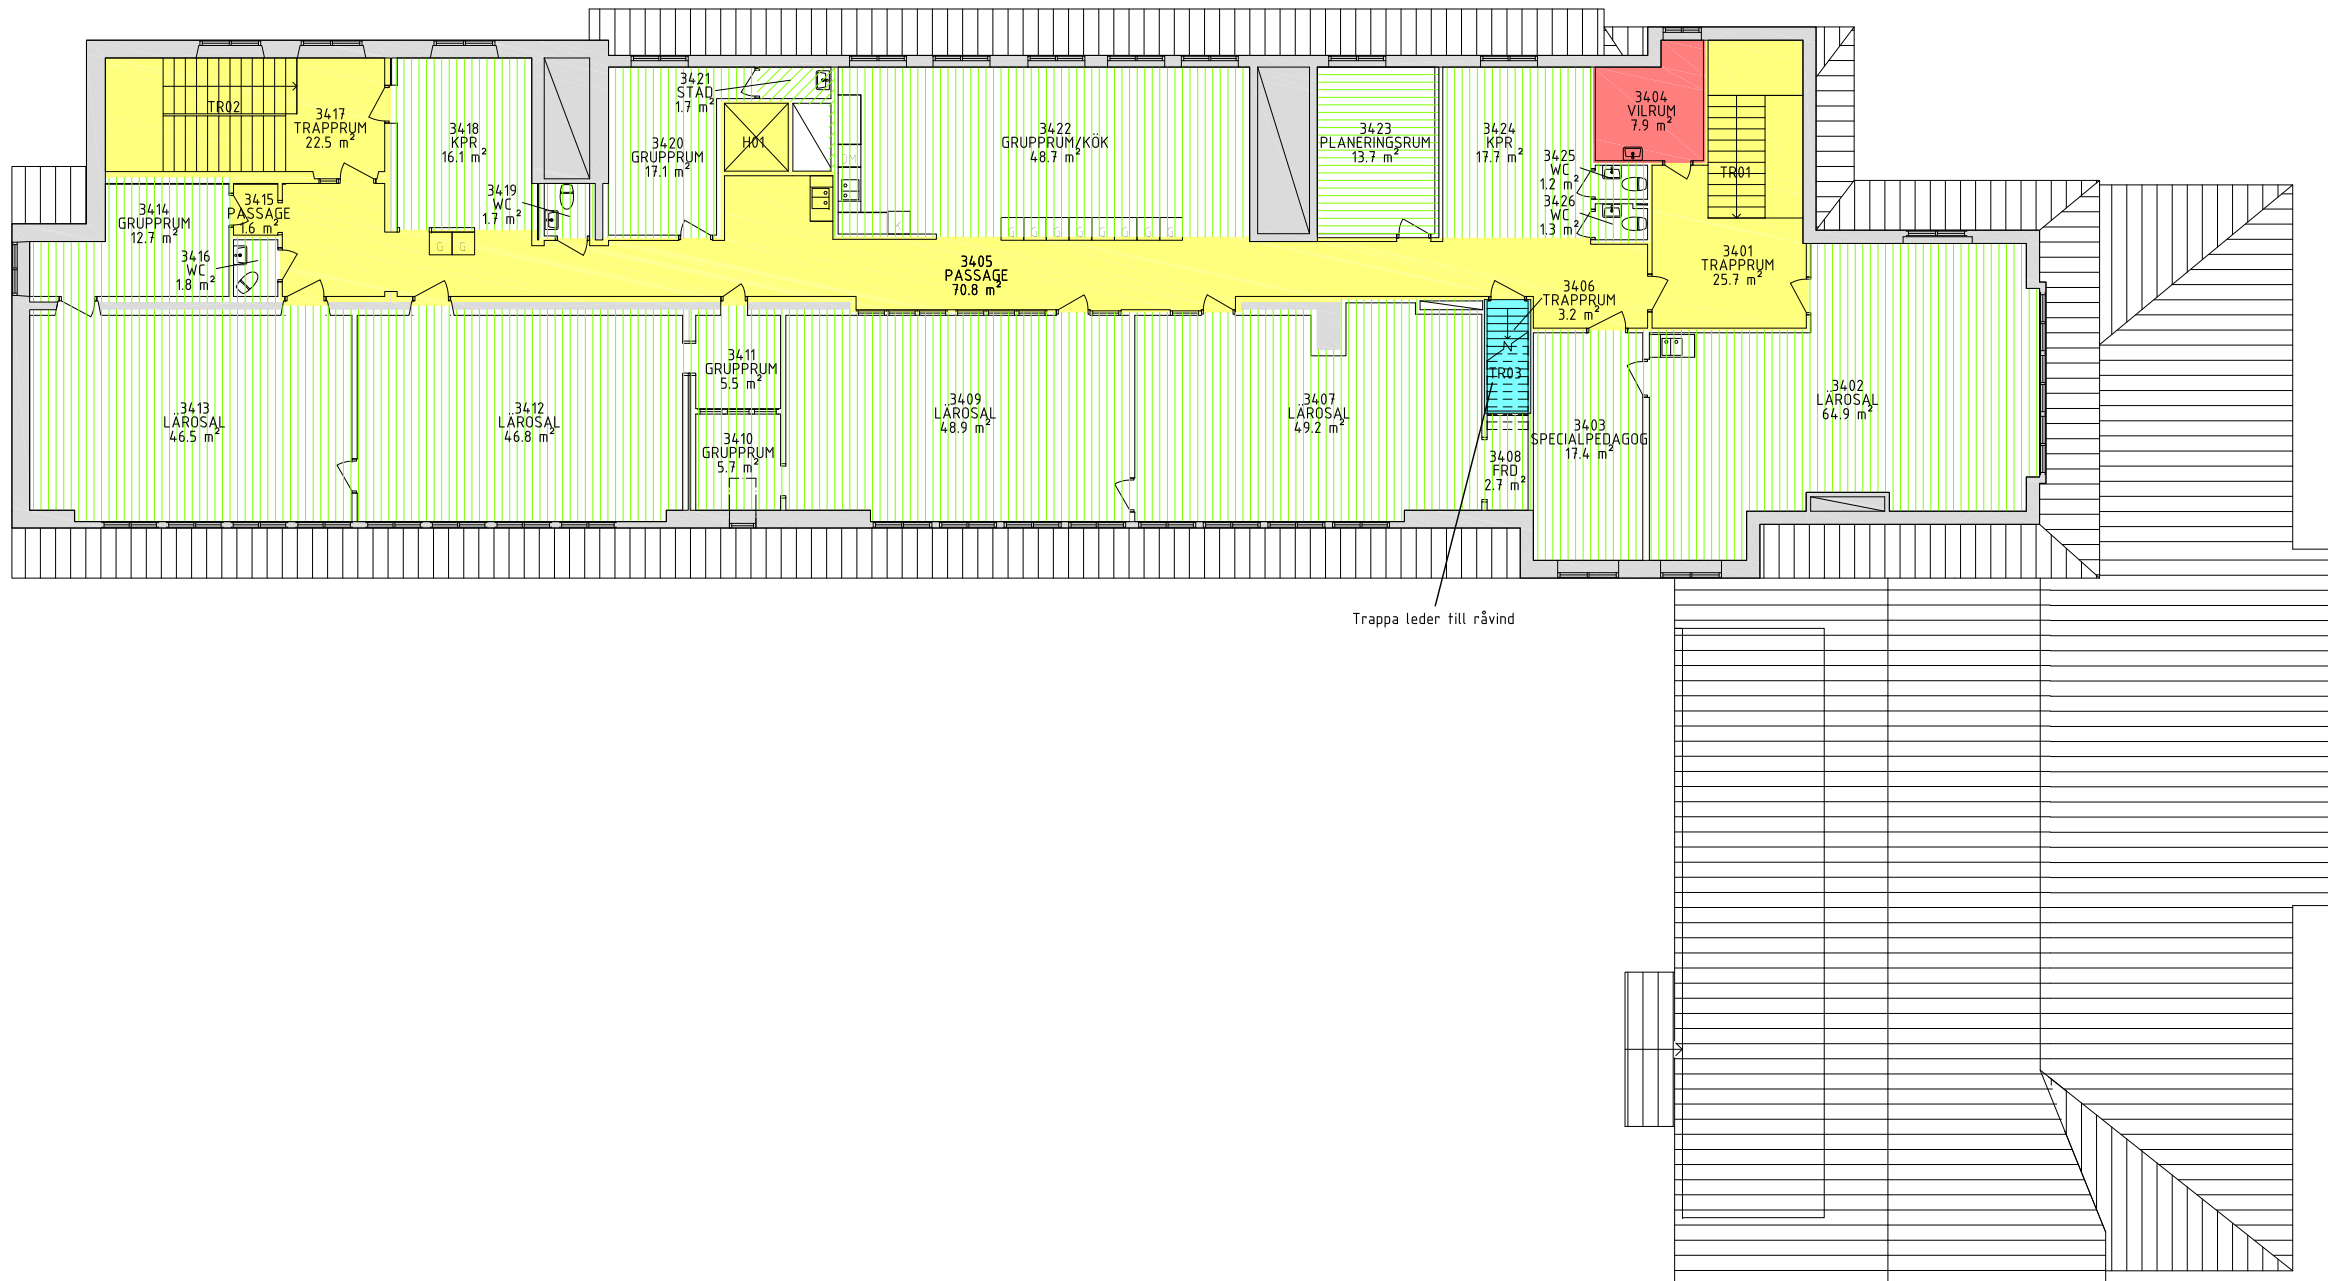 TR02
3417
TRAPPRUM
22.5 m²
3418
KPR
16.1 m²
3421
STÄD
1.7 m²
3420
GRUPPRUM
17.1 m²
H01
DM
K
3422
GRUPPRUM/KÖK
48.7 m²
G G G G G G G G
3423
PLANERINGSRUM
13.7 m²
3424
KPR
17.7 m²
3404
VILRUM
7.9 m²
3425
WC
1.2 m²
3426
WC
1.3 m²
TR01
3414
GRUPPRUM
12.7 m²
3415
PASSAGE
1.6 m²
3416
WC
1.8 m²
3419
WC
1.7 m²
G G
3405
PASSAGE
70.8 m²
3406
TRAPPRUM
3.2 m²
3401
TRAPPRUM
25.7 m²
3413
LÄROSAL
46.5 m²
3412
LÄROSAL
46.8 m²
3411
GRUPPRUM
5.5 m²
3410
GRUPPRUM
5.7 m²
3409
LÄROSAL
48.9 m²
3407
LÄROSAL
49.2 m²
TR03
3408
FRD
2.7 m²
3403
SPECIALPEDAGOG
17.4 m²
3402
LÄROSAL
64.9 m²
Trappa leder till råvind